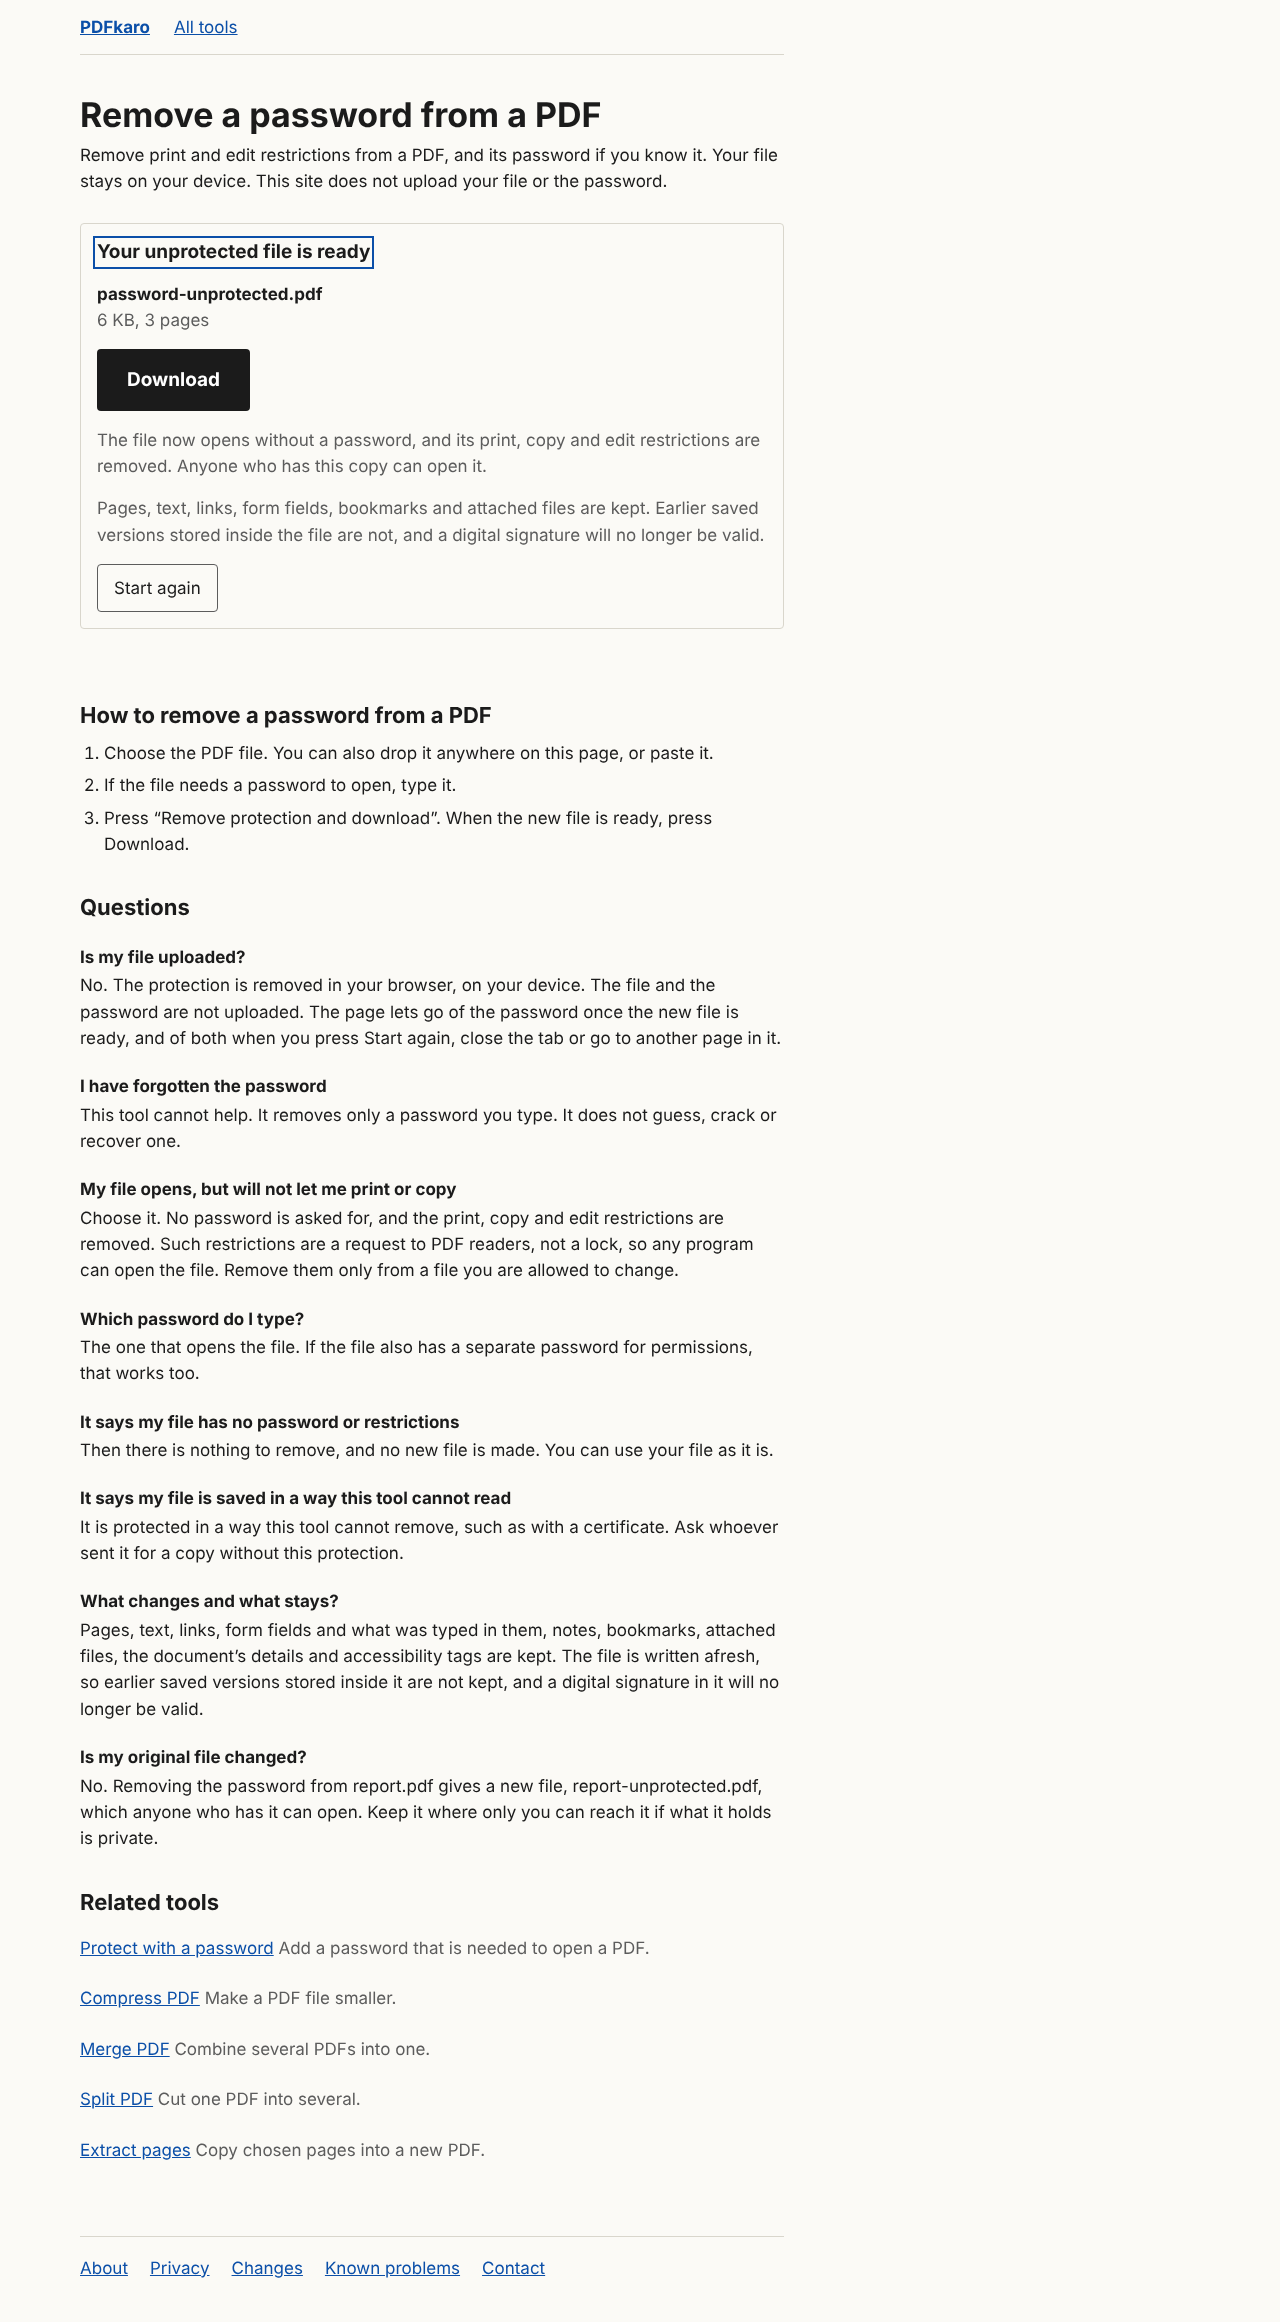 PDFkaro All tools
Remove a password from a PDF
Remove print and edit restrictions from a PDF, and its password if you know it. Your file
stays on your device. This site does not upload your file or the password.
Your unprotected file is ready
password-unprotected.pdf
6 KB, 3 pages
Download
The file now opens without a password, and its print, copy and edit restrictions are
removed. Anyone who has this copy can open it.
Pages, text, links, form fields, bookmarks and attached files are kept. Earlier saved
versions stored inside the file are not, and a digital signature will no longer be valid.
Start again
How to remove a password from a PDF
1. Choose the PDF file. You can also drop it anywhere on this page, or paste it.
2. If the file needs a password to open, type it.
3. Press “Remove protection and download”. When the new file is ready, press
Download.
Questions
Is my file uploaded?
No. The protection is removed in your browser, on your device. The file and the
password are not uploaded. The page lets go of the password once the new file is
ready, and of both when you press Start again, close the tab or go to another page in it.
I have forgotten the password
This tool cannot help. It removes only a password you type. It does not guess, crack or
recover one.
My file opens, but will not let me print or copy
Choose it. No password is asked for, and the print, copy and edit restrictions are
removed. Such restrictions are a request to PDF readers, not a lock, so any program
can open the file. Remove them only from a file you are allowed to change.
Which password do I type?
The one that opens the file. If the file also has a separate password for permissions,
that works too.
It says my file has no password or restrictions
Then there is nothing to remove, and no new file is made. You can use your file as it is.
It says my file is saved in a way this tool cannot read
It is protected in a way this tool cannot remove, such as with a certificate. Ask whoever
sent it for a copy without this protection.
What changes and what stays?
Pages, text, links, form fields and what was typed in them, notes, bookmarks, attached
files, the document’s details and accessibility tags are kept. The file is written afresh,
so earlier saved versions stored inside it are not kept, and a digital signature in it will no
longer be valid.
Is my original file changed?
No. Removing the password from report.pdf gives a new file, report-unprotected.pdf,
which anyone who has it can open. Keep it where only you can reach it if what it holds
is private.
Related tools
Protect with a password Add a password that is needed to open a PDF.
Compress PDF Make a PDF file smaller.
Merge PDF Combine several PDFs into one.
Split PDF Cut one PDF into several.
Extract pages Copy chosen pages into a new PDF.
About Privacy Changes Known problems Contact